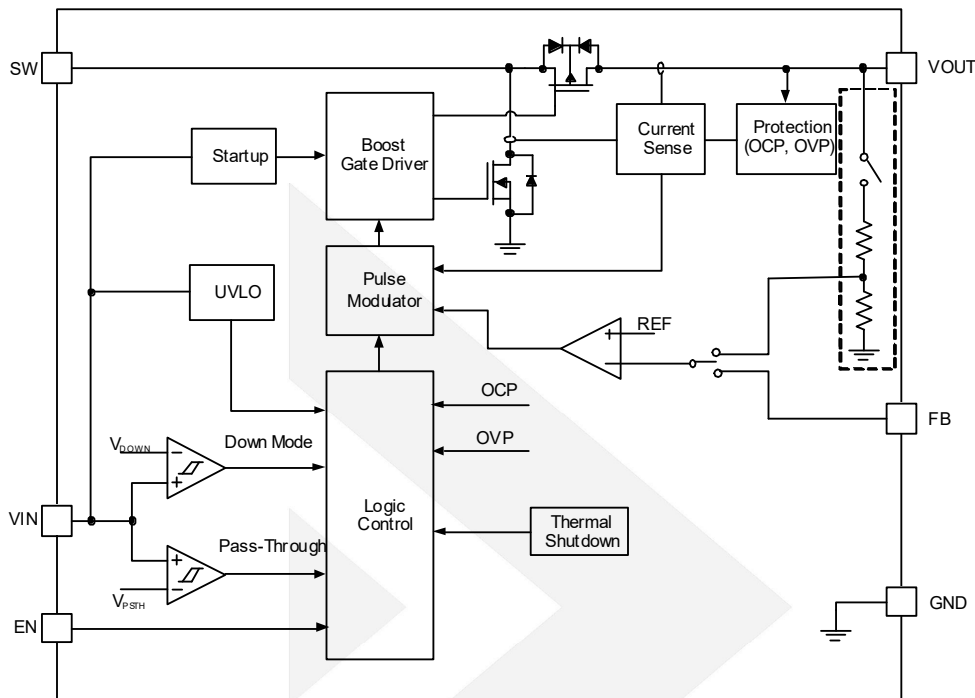 SW
VOUT
Startup
Boost
Gate Driver
Current
Sense
Protection
(OCP, OVP)
UVLO
Pulse
Modulator
REF
+
−
OCP
FB
VDOWN
−
+
Down Mode
OVP
Logic
Control
VIN
Thermal
Shutdown
Pass-Through
+
−
VPSTH
GND
EN